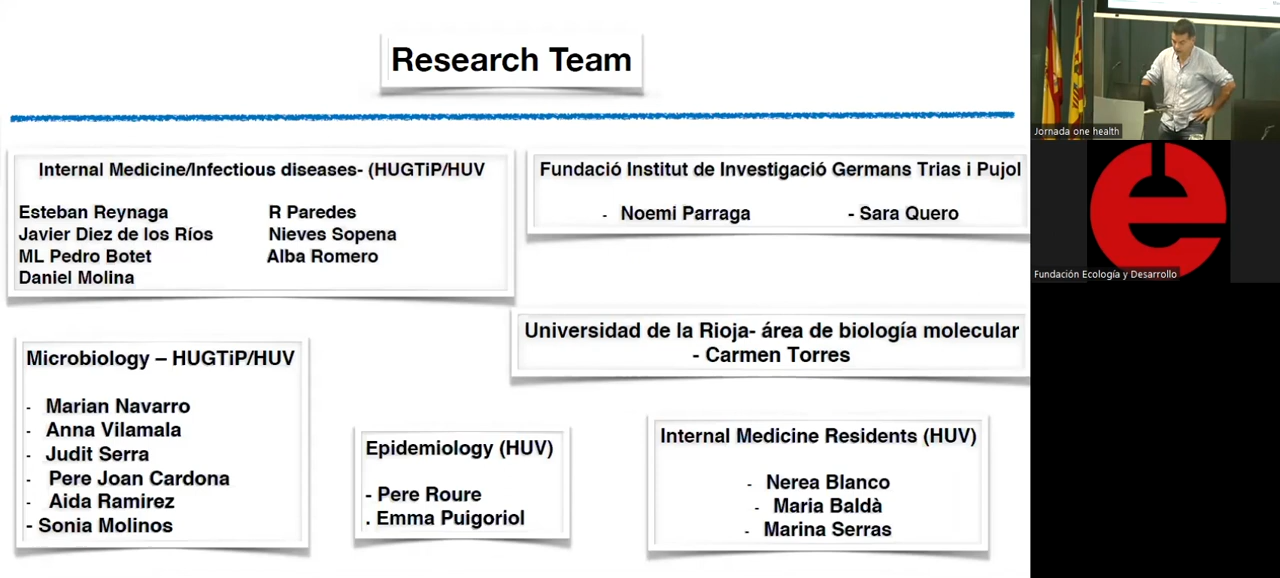 Research Team
Internal Medicine/Infectious diseases- (HUGTiP/HUV
Esteban Reynaga
R Paredes
Javier Diez de los Ríos
Nieves Sopena
ML Pedro Botet
Alba Romero
Daniel Molina
Fundació Institut de Investigació Germans Trias i Pujol
- Noemi Parraga
- Sara Quero
Universidad de la Rioja- área de biología molecular
- Carmen Torres
Microbiology – HUGTiP/HUV
- Marian Navarro
- Anna Vilamala
- Judit Serra
- Pere Joan Cardona
- Aida Ramirez
- Sonia Molinos
Epidemiology (HUV)
- Pere Roure
. Emma Puigoriol
Internal Medicine Residents (HUV)
- Nerea Blanco
- Maria Baldà
- Marina Serras
Jornada one health
e
Fundación Ecología y Desarrollo